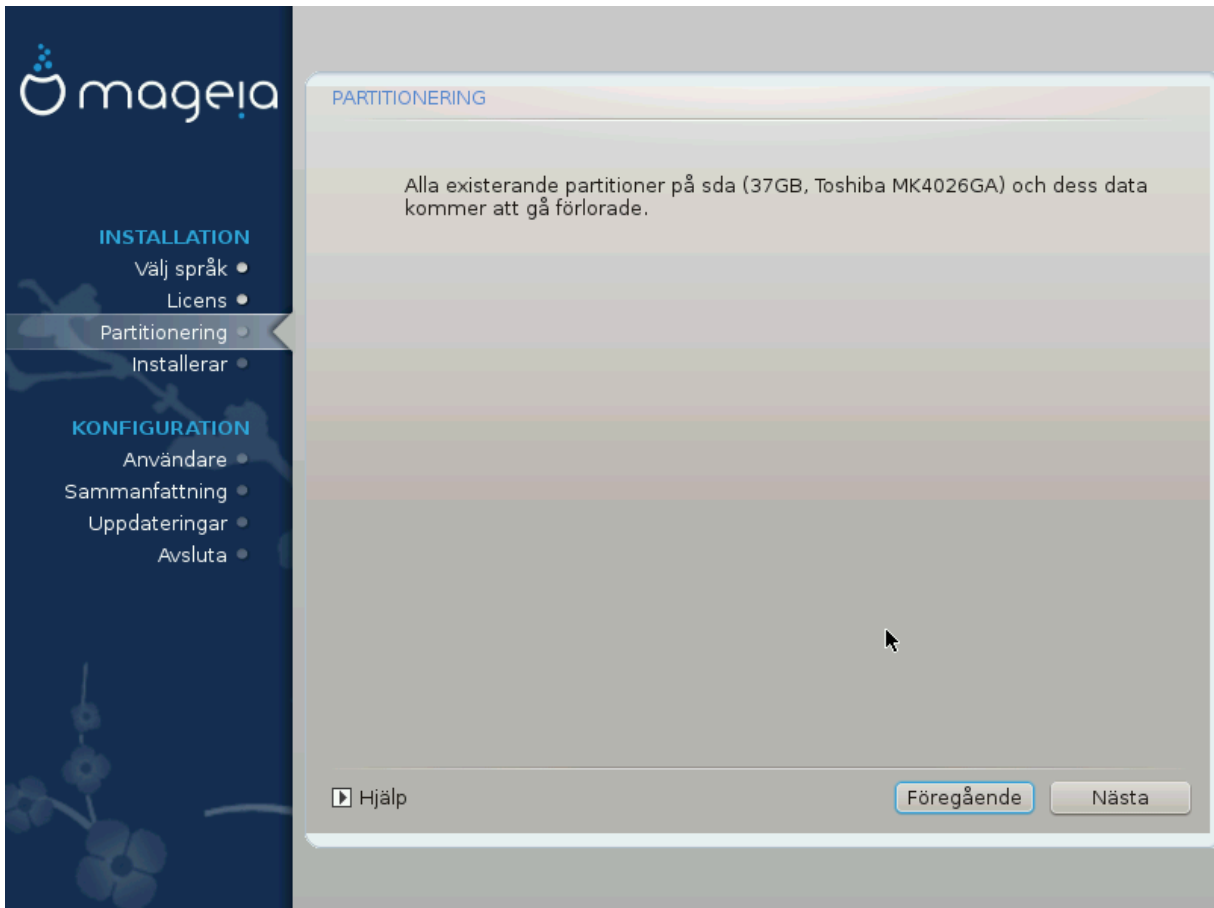 mageia
INSTALLATION
Välj språk
Licens
Partitionering
Installerar
KONFIGURATION
Användare
Sammanfattning
Uppdateringar
Avsluta
PARTITIONERING
Alla existerande partitioner på sda (37GB, Toshiba MK4026GA) och dess data
kommer att gå förlorade.
Hjälp
Föregående
Nästa